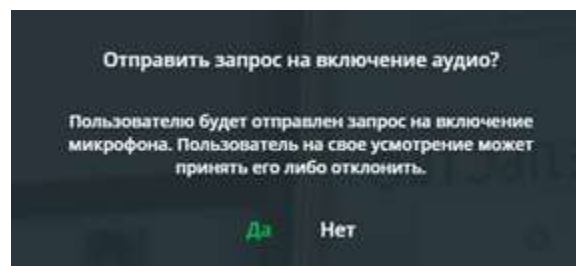 Отправить запрос на включение аудио?
Пользователю будет отправлен запрос на включение
микрофона. Пользователь на свое усмотрение может
принять его либо отклонить.
Да Нет